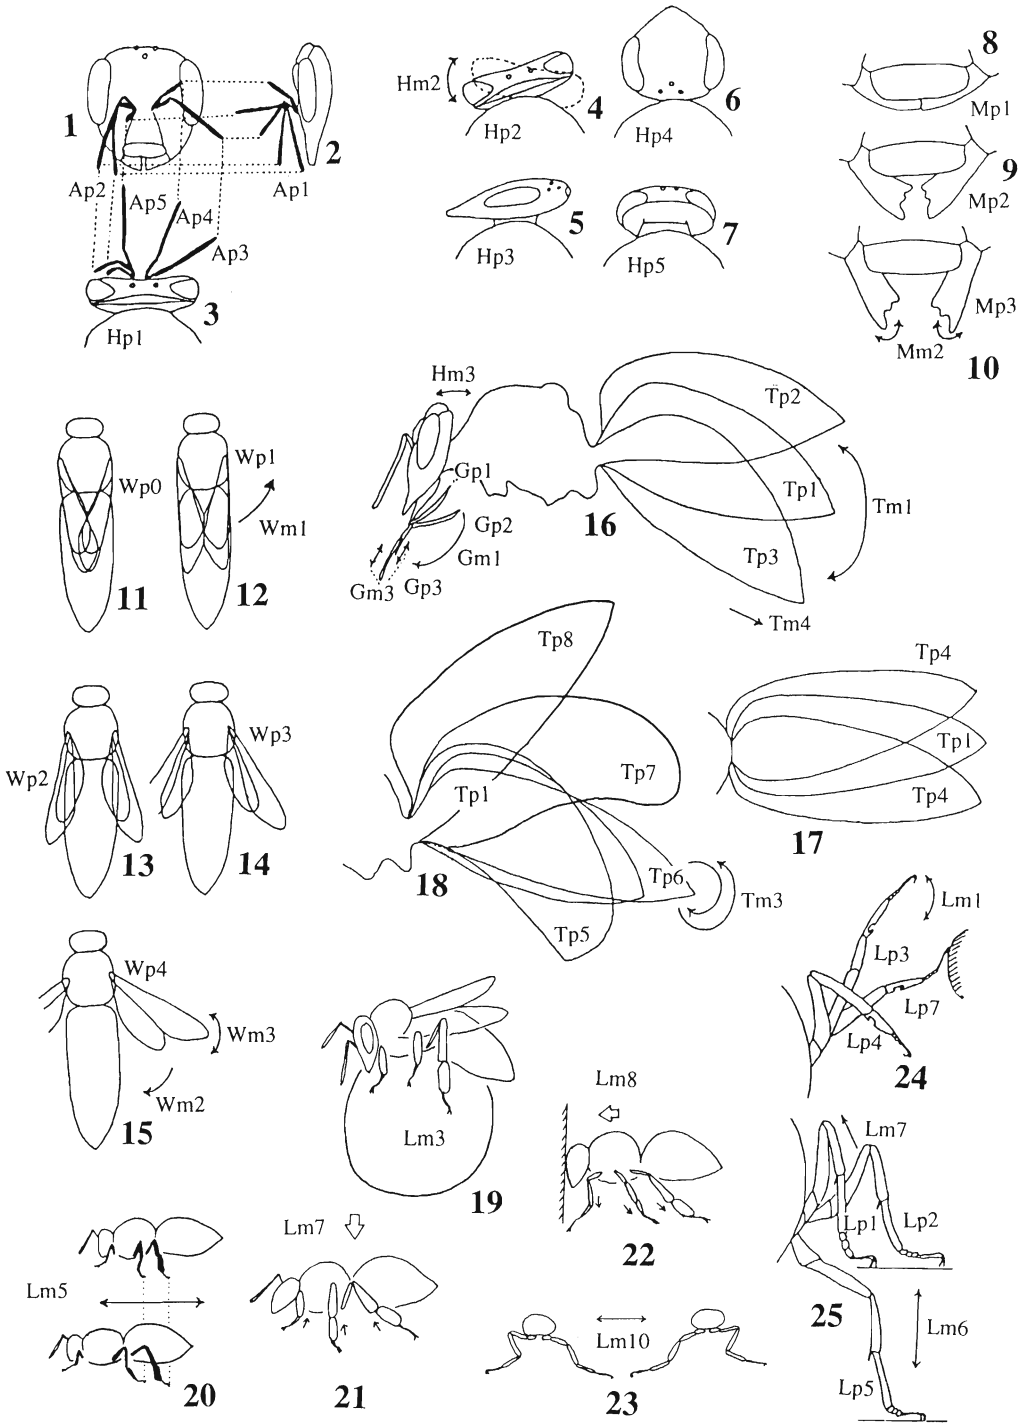 1
2
Ap2
Ap5
Ap4
Ap3
Ap1
Hp1
3
Hm2
Hp2
4
6
Hp4
5
Hp3
7
Hp5
8
Mp1
9
Mp2
Mp3
Mm2
10
Wp0
11
Wp1
Wm1
12
Hm3
Gp1
Gp2
Gm1
Gp3
Gm3
16
Tp2
Tp1
Tp3
Tm1
Tm4
Wp2
13
Wp3
14
Tp8
Tp7
Tp1
Tp6
Tp5
Tm3
18
Tp4
Tp1
Tp4
17
Wp4
Wm3
Wm2
15
Lm3
19
Lm1
Lp3
Lp7
Lp4
24
Lm8
22
Lm5
20
Lm7
21
Lm10
23
Lm7
Lp1
Lp2
25
Lm6
Lp5